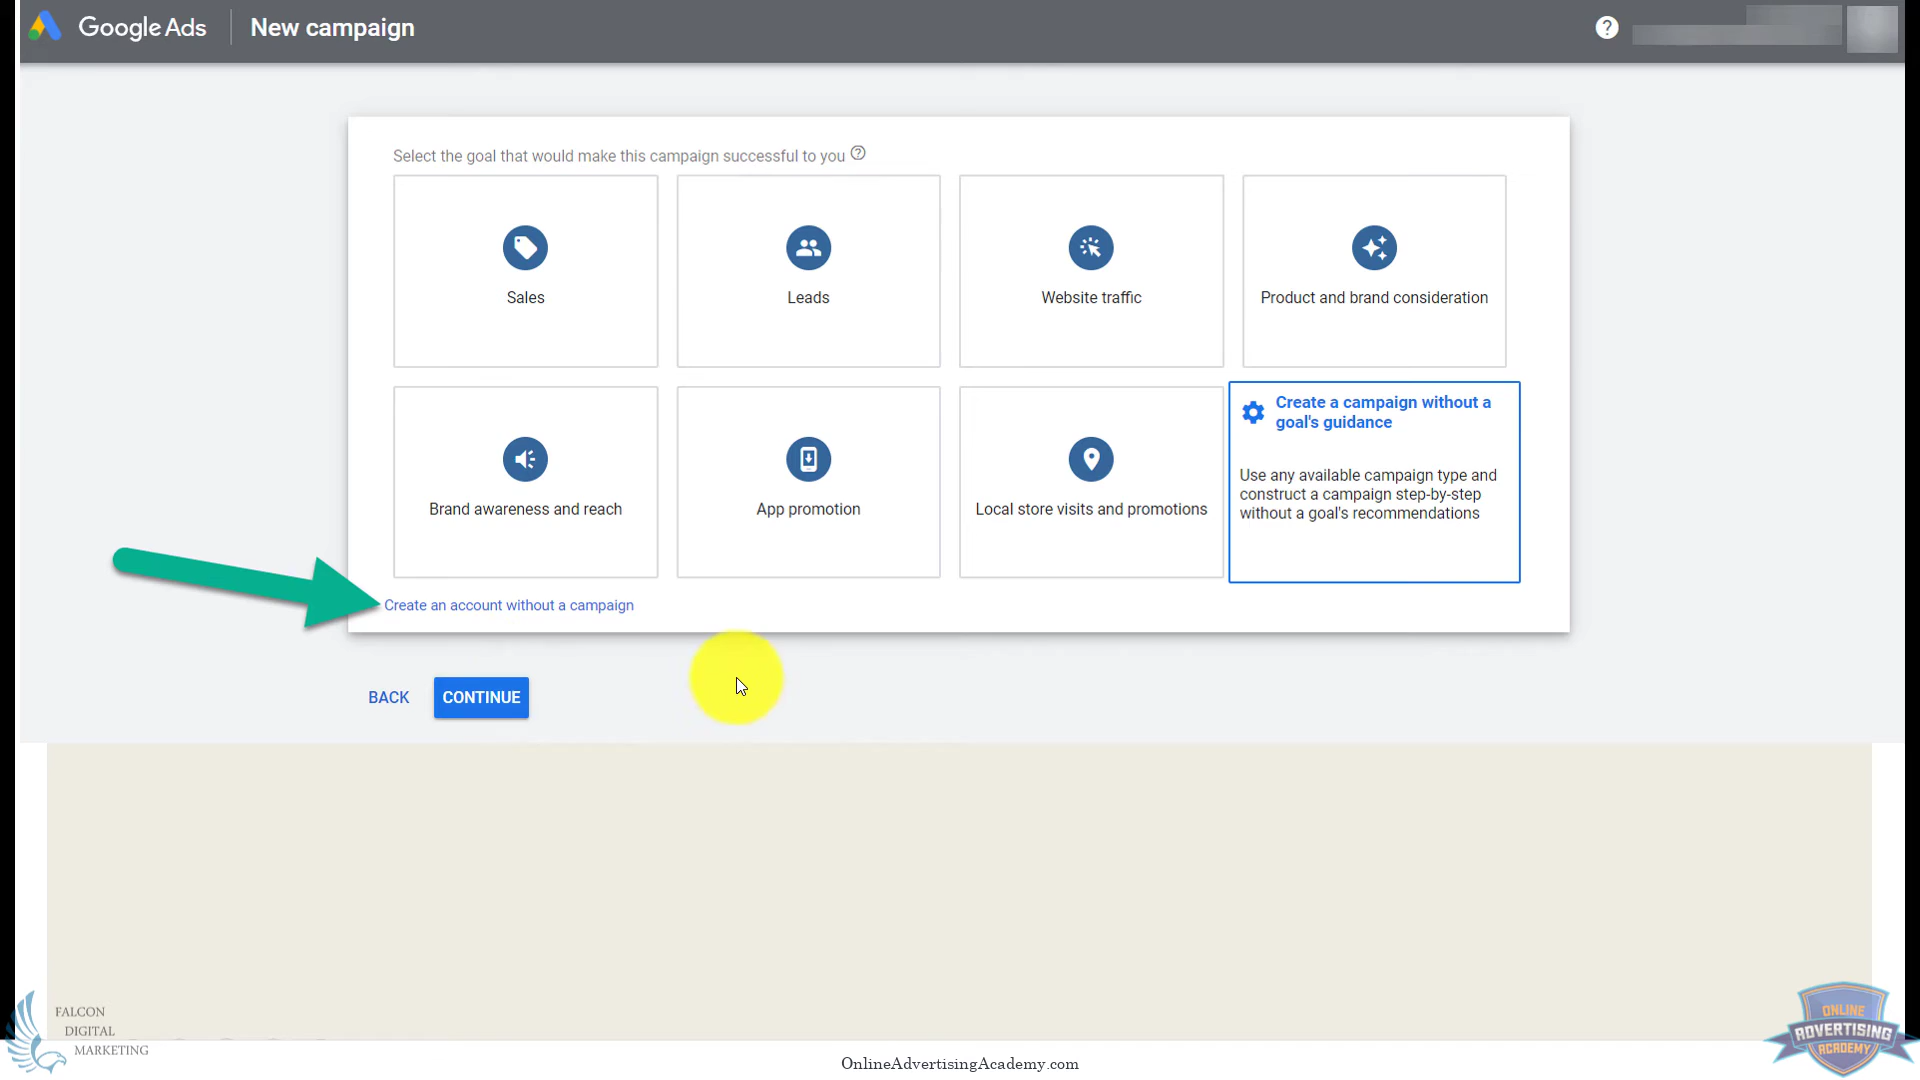 Google Ads
New campaign
Select the goal that would make this campaign successful to you
Sales
Leads
Website traffic
Product and brand consideration
Brand awareness and reach
App promotion
Local store visits and promotions
Create a campaign without a
goal's guidance
Use any available campaign type and
construct a campaign step-by-step
without a goal's recommendations
Create an account without a campaign
BACK
CONTINUE
FALCON
DIGITAL
MARKETING
OnlineAdvertisingAcademy.com
ONLINE
ADVERTISING
ACADEMY